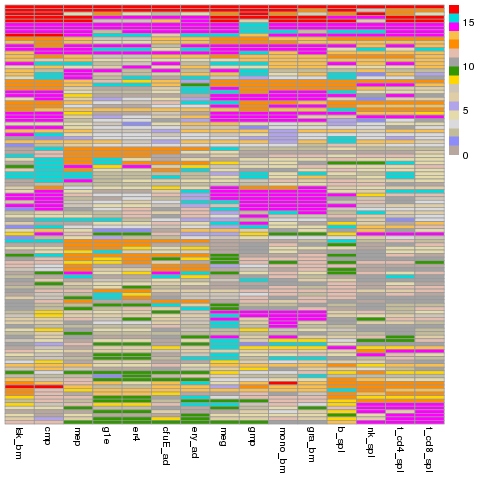 15
10
5
0
lsk_bm
cmp
mep
g1e
er4
cfuE_ad
ery_ad
meg
gmp
mono_bm
gra_bm
b_spl
nk_spl
t_cd4_spl
t_cd8_spl